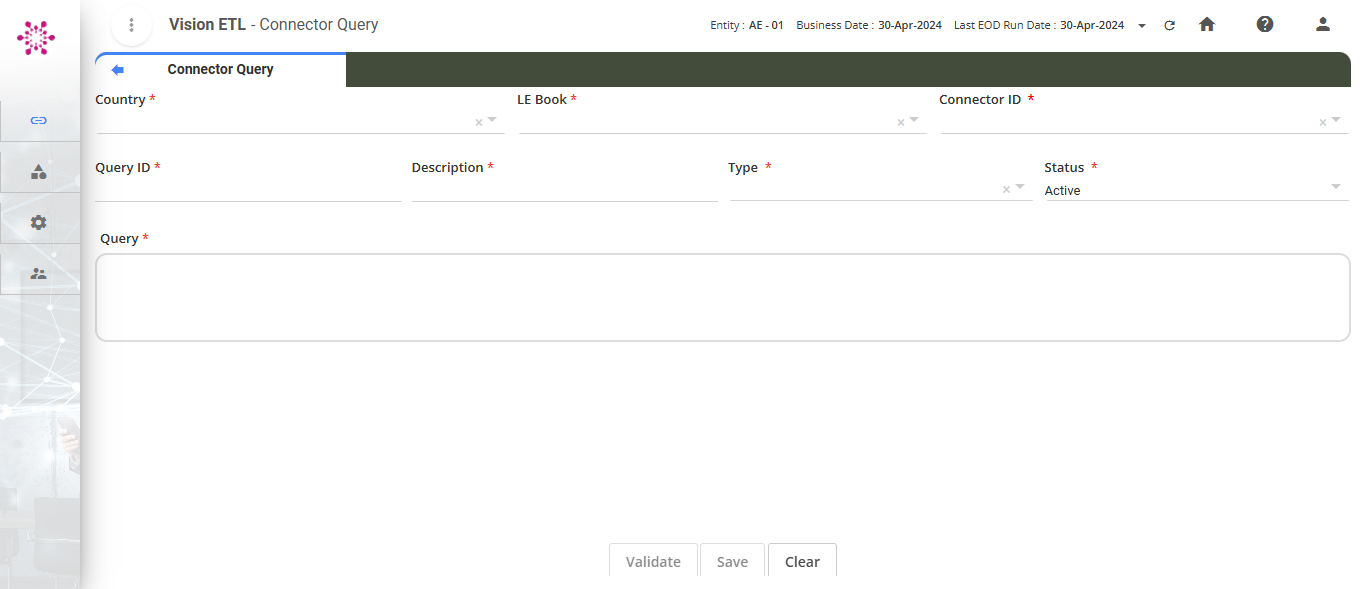 Vision ETL - Connector Query
Entity : AE - 01 Business Date : 30-Apr-2024 Last EOD Run Date : 30-Apr-2024
Connector Query
Country * LE Book * Connector ID *
Query ID * Description * Type * Status *
Active
Query *
Validate Save Clear